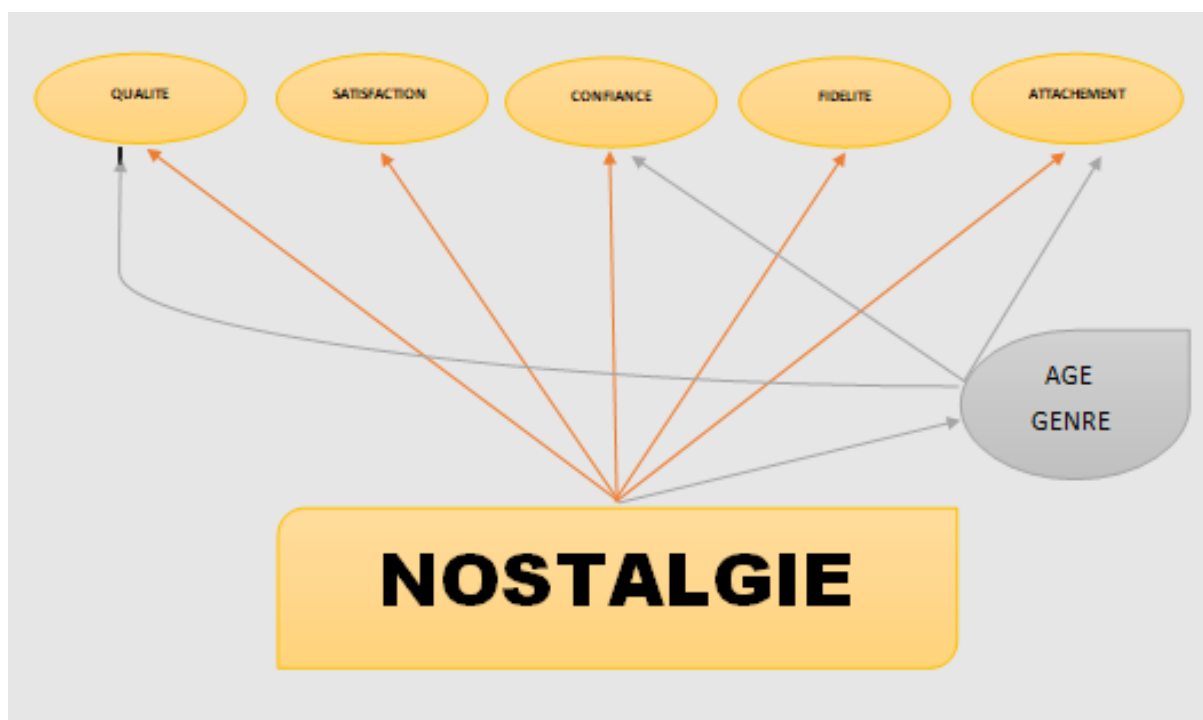 QUALITE
SATISFACTION
CONFIANCE
FIDELITE
ATTACHEMENT
AGE
GENRE
NOSTALGIE